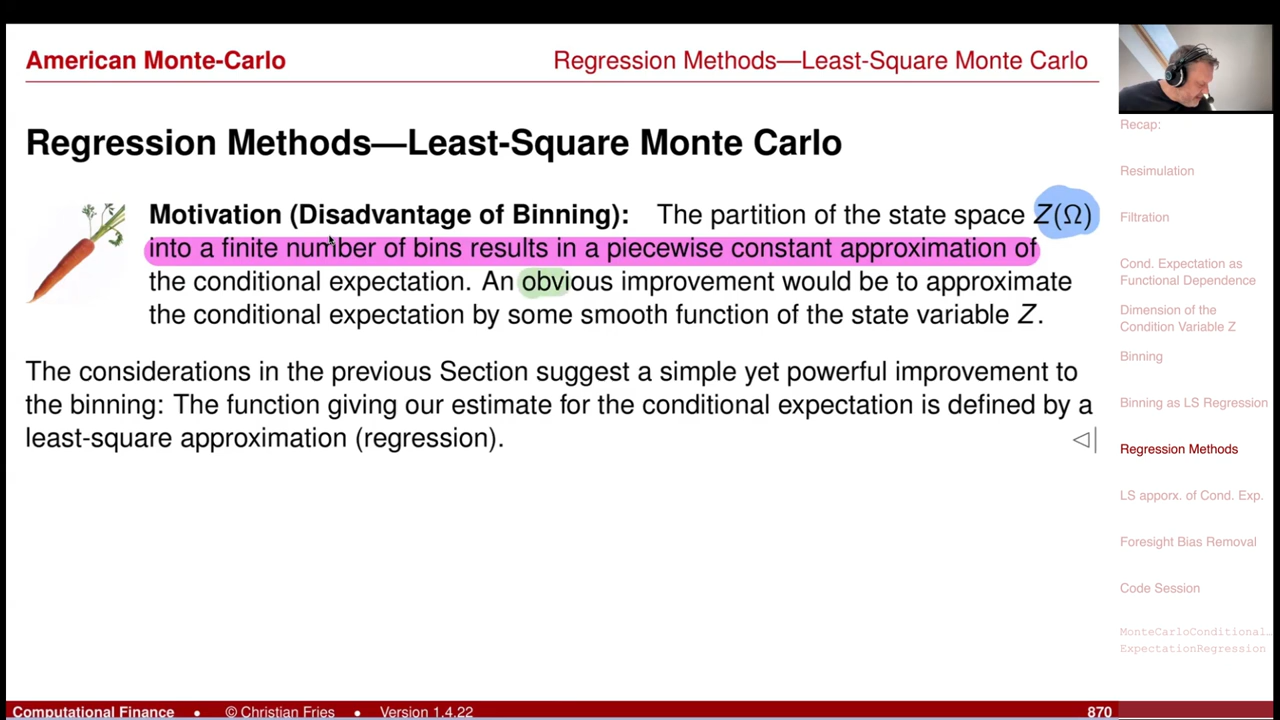 American Monte-Carlo
Regression Methods—Least-Square Monte Carlo
Regression Methods—Least-Square Monte Carlo
Motivation (Disadvantage of Binning): The partition of the state space Z(Ω)
into a finite number of bins results in a piecewise constant approximation of
the conditional expectation. An obvious improvement would be to approximate
the conditional expectation by some smooth function of the state variable Z.
The considerations in the previous Section suggest a simple yet powerful improvement to
the binning: The function giving our estimate for the conditional expectation is defined by a
least-square approximation (regression). ◁|
Recap:
Resimulation
Filtration
Cond. Expectation as
Functional Dependence
Dimension of the
Condition Variable Z
Binning
Binning as LS Regression
Regression Methods
LS apporx. of Cond. Exp.
Foresight Bias Removal
Code Session
MonteCarloConditional…
ExpectationRegression
Computational Finance • © Christian Fries • Version 1.4.22 870